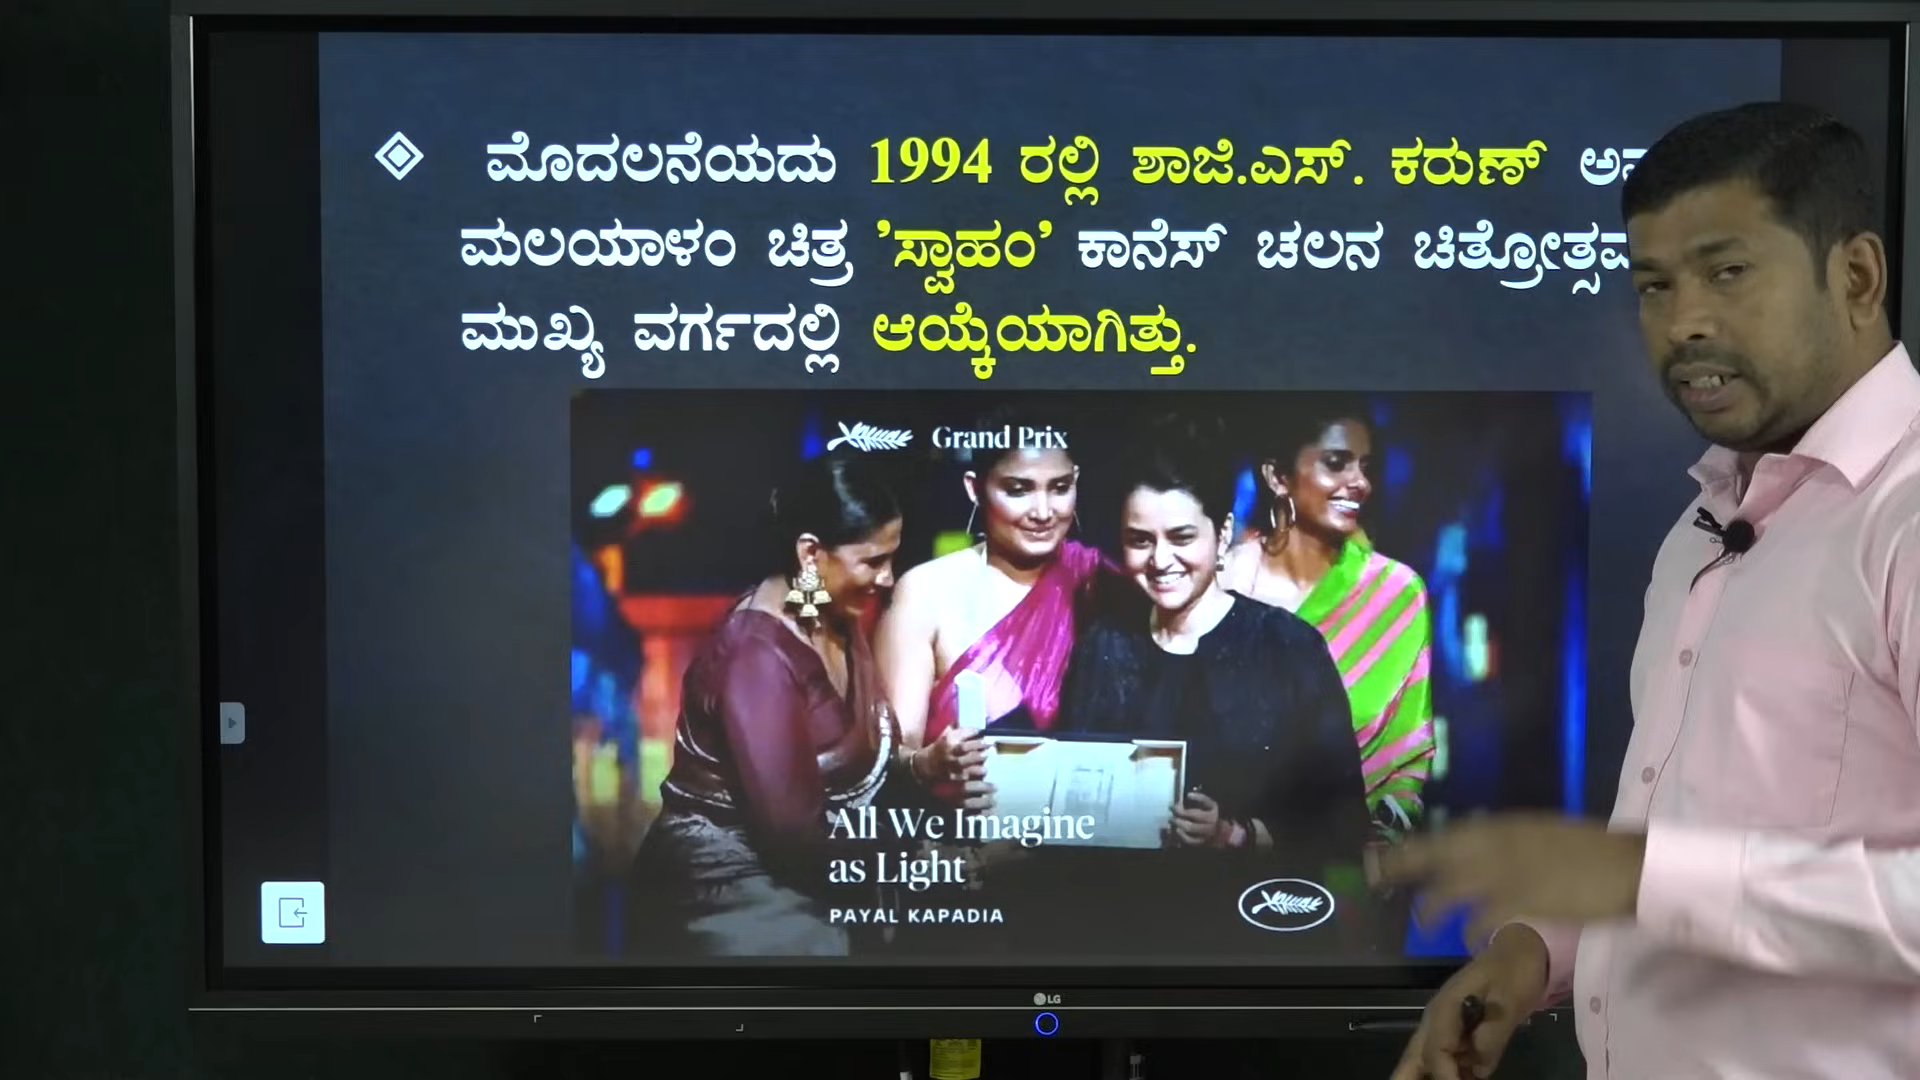 ಮೊದಲನೆಯದು 1994 ರಲ್ಲಿ ಶಾಜಿ.ಎಸ್. ಕರುಣ್
ಮಲಯಾಳಂ ಚಿತ್ರ 'ಸ್ವಾಹಂ' ಕಾನೆಸ್ ಚಲನ
ಮುಖ್ಯ ವರ್ಗದಲ್ಲಿ ಆಯ್ಕೆಯಾಗಿತ್ತು.
Grand Prix
All We Imagine
as Light
PAYAL KAPADIA
LG